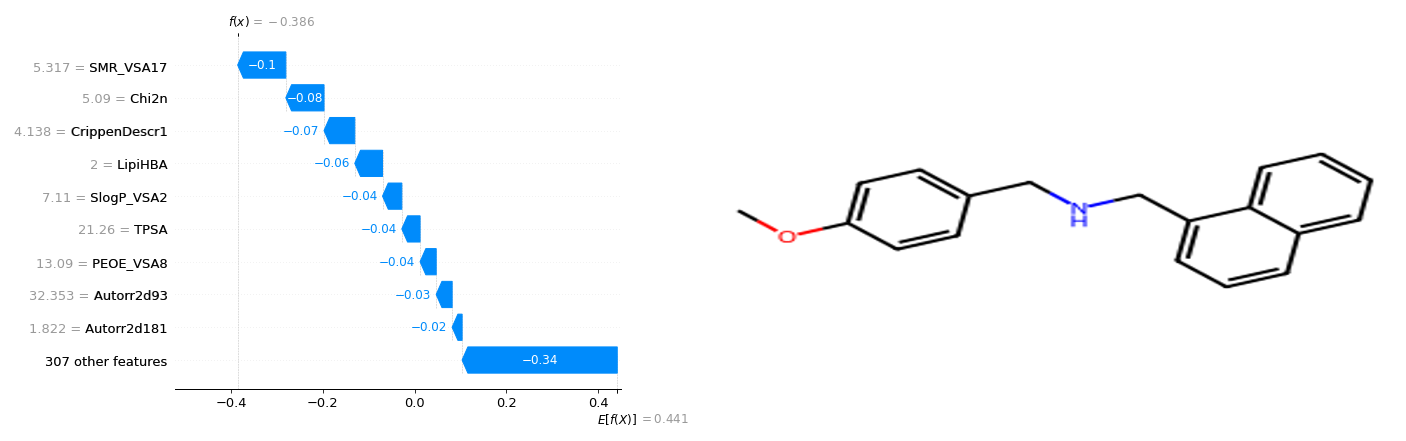 f(x) = −0.386
5.317 = SMR_VSA17
−0.1
5.09 = Chi2n
−0.08
4.138 = CrippenDescr1
−0.07
2 = LipiHBA
−0.06
7.11 = SlogP_VSA2
−0.04
21.26 = TPSA
−0.04
13.09 = PEOE_VSA8
−0.04
32.353 = Autorr2d93
−0.03
1.822 = Autorr2d181
−0.02
307 other features
−0.34
−0.4 −0.2 0.0 0.2 0.4
E[f(X)] = 0.441
O
N
H